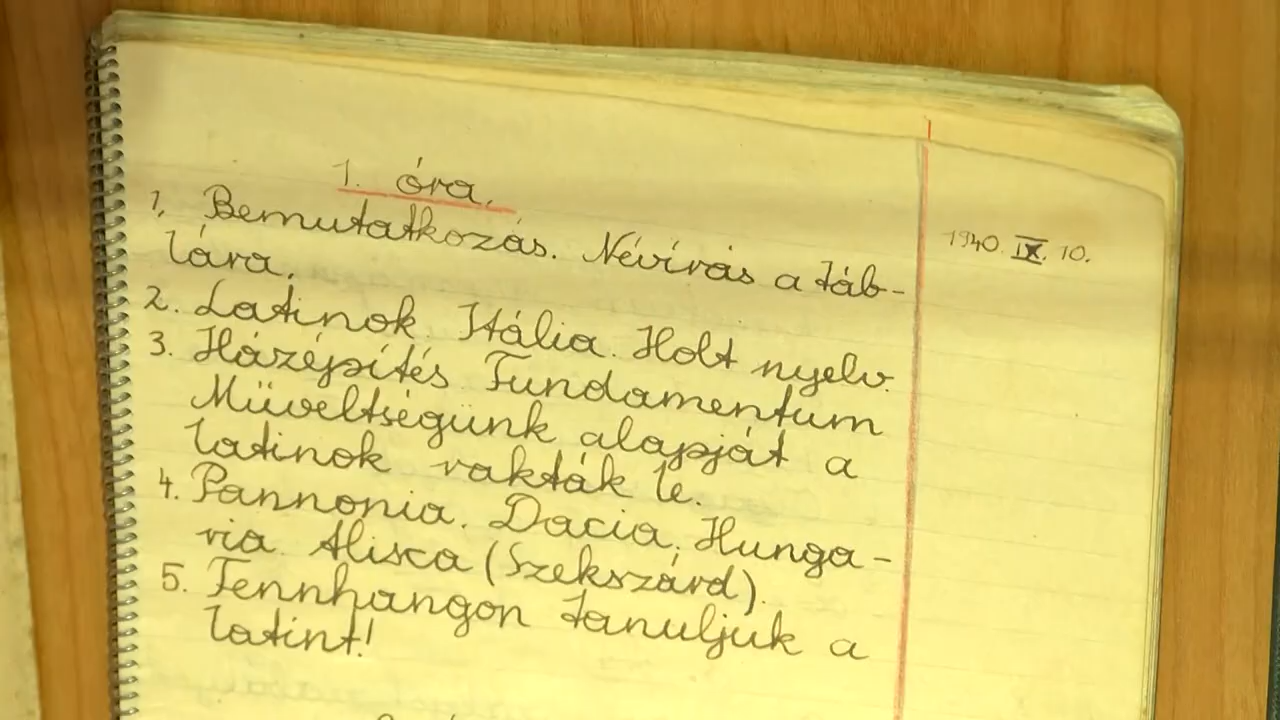 1. óra.
1. Bemutatkozás. Névírás a táb-
1940. IX. 10.
lára.
2. Latinok. Itália. Holt nyelv.
3. Házépítés Fundamentum
Műveltségünk alapját a
latinok rakták le.
4. Pannonia. Dacia, Hunga-
ria. Alisca (Szekszárd).
5. Fennhangon tanuljuk a
latint!